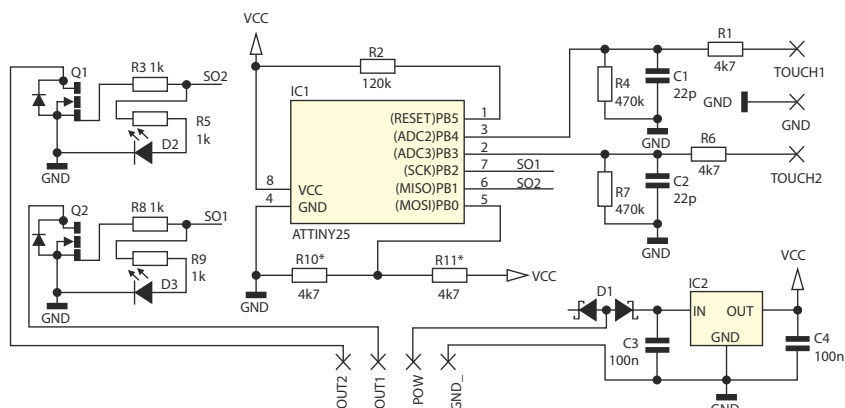 VCC
Q1
R3 1k
SO2
R5
1k
D2
GND
Q2
R8 1k
SO1
R9
1k
D3
GND
R2
120k
IC1
(RESET)PB5
1
(ADC2)PB4
3
(ADC3)PB3
2
(SCK)PB2
7
SO1
(MISO)PB1
6
SO2
(MOSI)PB0
5
8
VCC
4
GND
ATTINY25
GND
R10*
4k7
R11*
4k7
VCC
R1
4k7
TOUCH1
R4
470k
C1
22p
GND
GND
GND
R6
4k7
TOUCH2
R7
470k
C2
22p
GND
D1
IC2
VCC
IN
OUT
GND
C3
100n
C4
100n
GND
OUT2
OUT1
POW
GND_